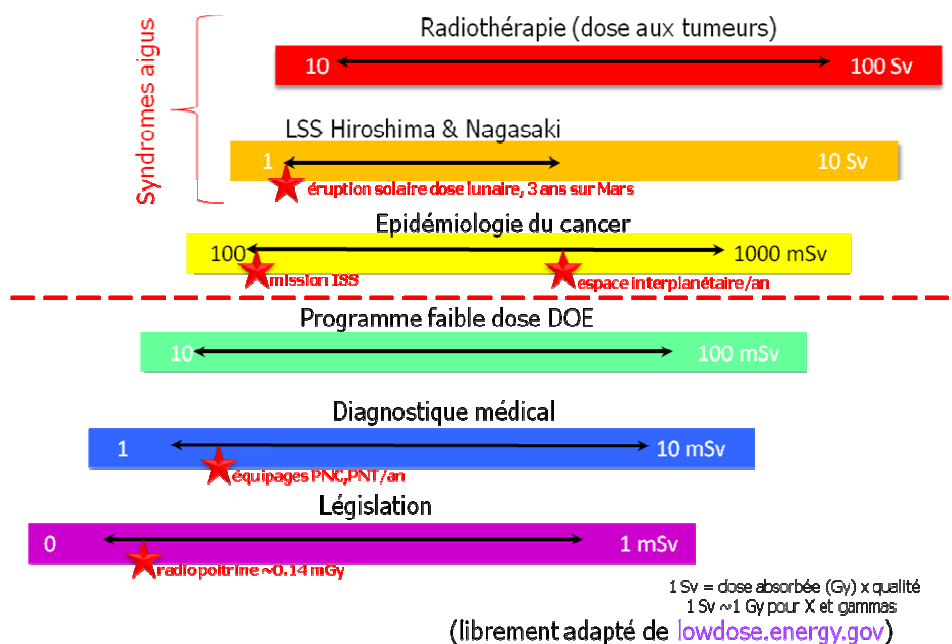 Syndromes aigus
Radiothérapie (dose aux tumeurs)
10 100 Sv
LSS Hiroshima & Nagasaki
1 10 Sv
éruption solaire dose lunaire, 3 ans sur Mars
Epidémiologie du cancer
100 1000 mSv
mission ISS espace interplanétaire/an
Programme faible dose DOE
10 100 mSv
Diagnostique médical
1 10 mSv
équipages PNC,PNT/an
Législation
0 1 mSv
radio poitrine ~0.14 mGy
1 Sv = dose absorbée (Gy) x qualité
1 Sv ~1 Gy pour X et gammas
(librement adapté de lowdose.energy.gov)